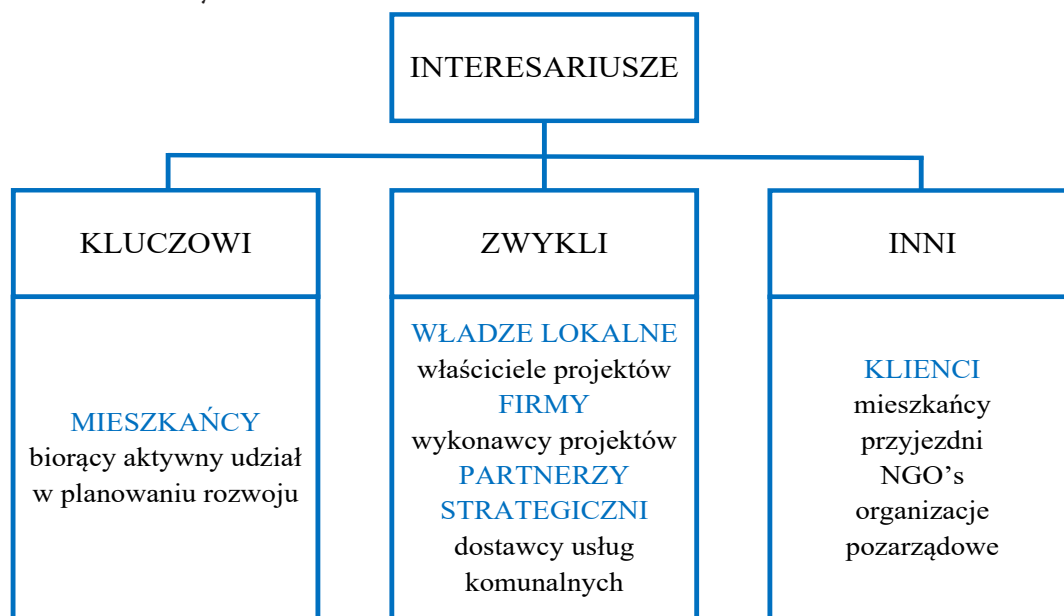 INTERESARIUSZE
KLUCZOWI
MIESZKAŃCY
biorący aktywny udział
w planowaniu rozwoju
ZWYKLI
WŁADZE LOKALNE
właściciele projektów
FIRMY
wykonawcy projektów
PARTNERZY
STRATEGICZNI
dostawcy usług
komunalnych
INNI
KLIENCI
mieszkańcy
przyjezdni
NGO’s
organizacje
pozarządowe